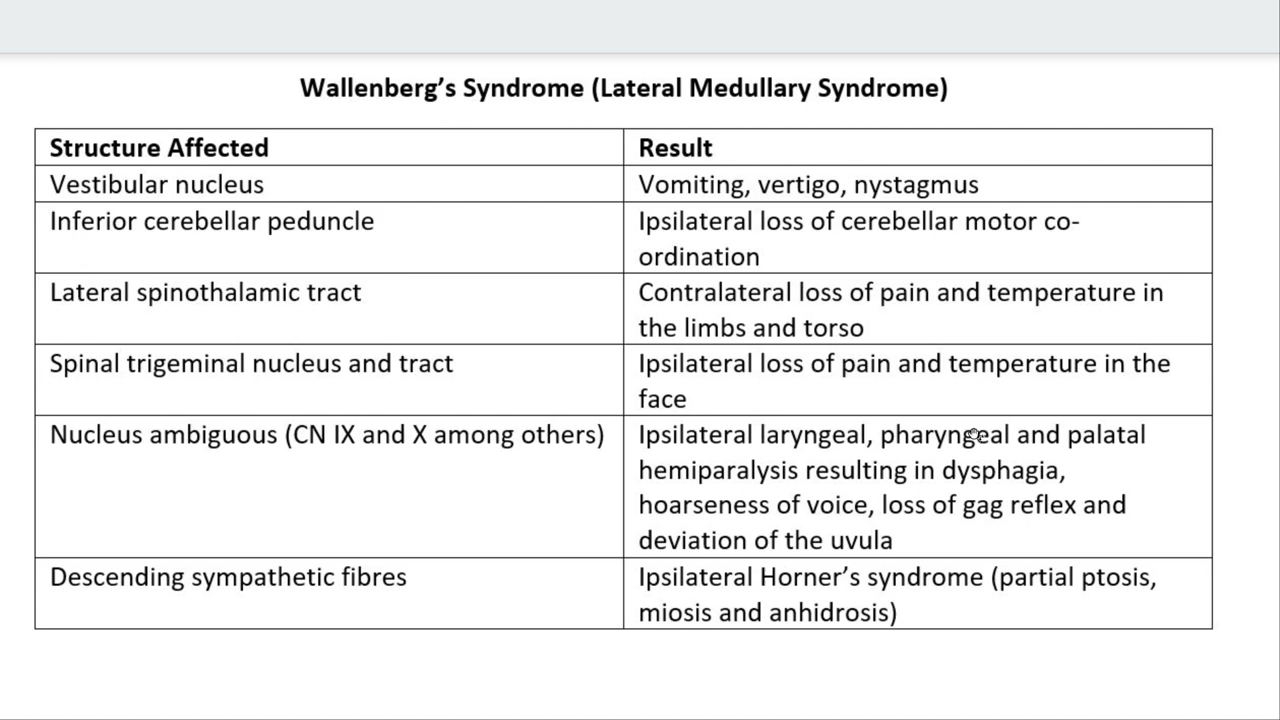 Wallenberg’s Syndrome (Lateral Medullary Syndrome)
Structure Affected
Result
Vestibular nucleus
Vomiting, vertigo, nystagmus
Inferior cerebellar peduncle
Ipsilateral loss of cerebellar motor co-
ordination
Lateral spinothalamic tract
Contralateral loss of pain and temperature in
the limbs and torso
Spinal trigeminal nucleus and tract
Ipsilateral loss of pain and temperature in the
face
Nucleus ambiguous (CN IX and X among others)
Ipsilateral laryngeal, pharyngeal and palatal
hemiparalysis resulting in dysphagia,
hoarseness of voice, loss of gag reflex and
deviation of the uvula
Descending sympathetic fibres
Ipsilateral Horner’s syndrome (partial ptosis,
miosis and anhidrosis)